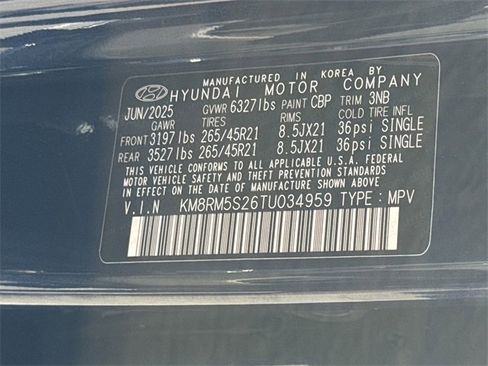 MANUFACTURED IN KOREA BY
HYUNDAI MOTOR COMPANY
JUN/2025 GVWR 6327lbs PAINT CBP TRIM 3NB
GAWR TIRES RIMS COLD TIRE INFL
FRONT 3197lbs 265/45R21 8.5JX21 36psi SINGLE
REAR 3527lbs 265/45R21 8.5JX21 36psi SINGLE
THIS VEHICLE CONFORMS TO ALL APPLICABLE U.S.A. FEDERAL
MOTOR VEHICLE SAFETY AND THEFT PREVENTION STANDARDS
IN EFFECT ON THE DATE OF MANUFACTURE SHOWN ABOVE.
V.I.N KM8RM5S26TU034959 TYPE : MPV